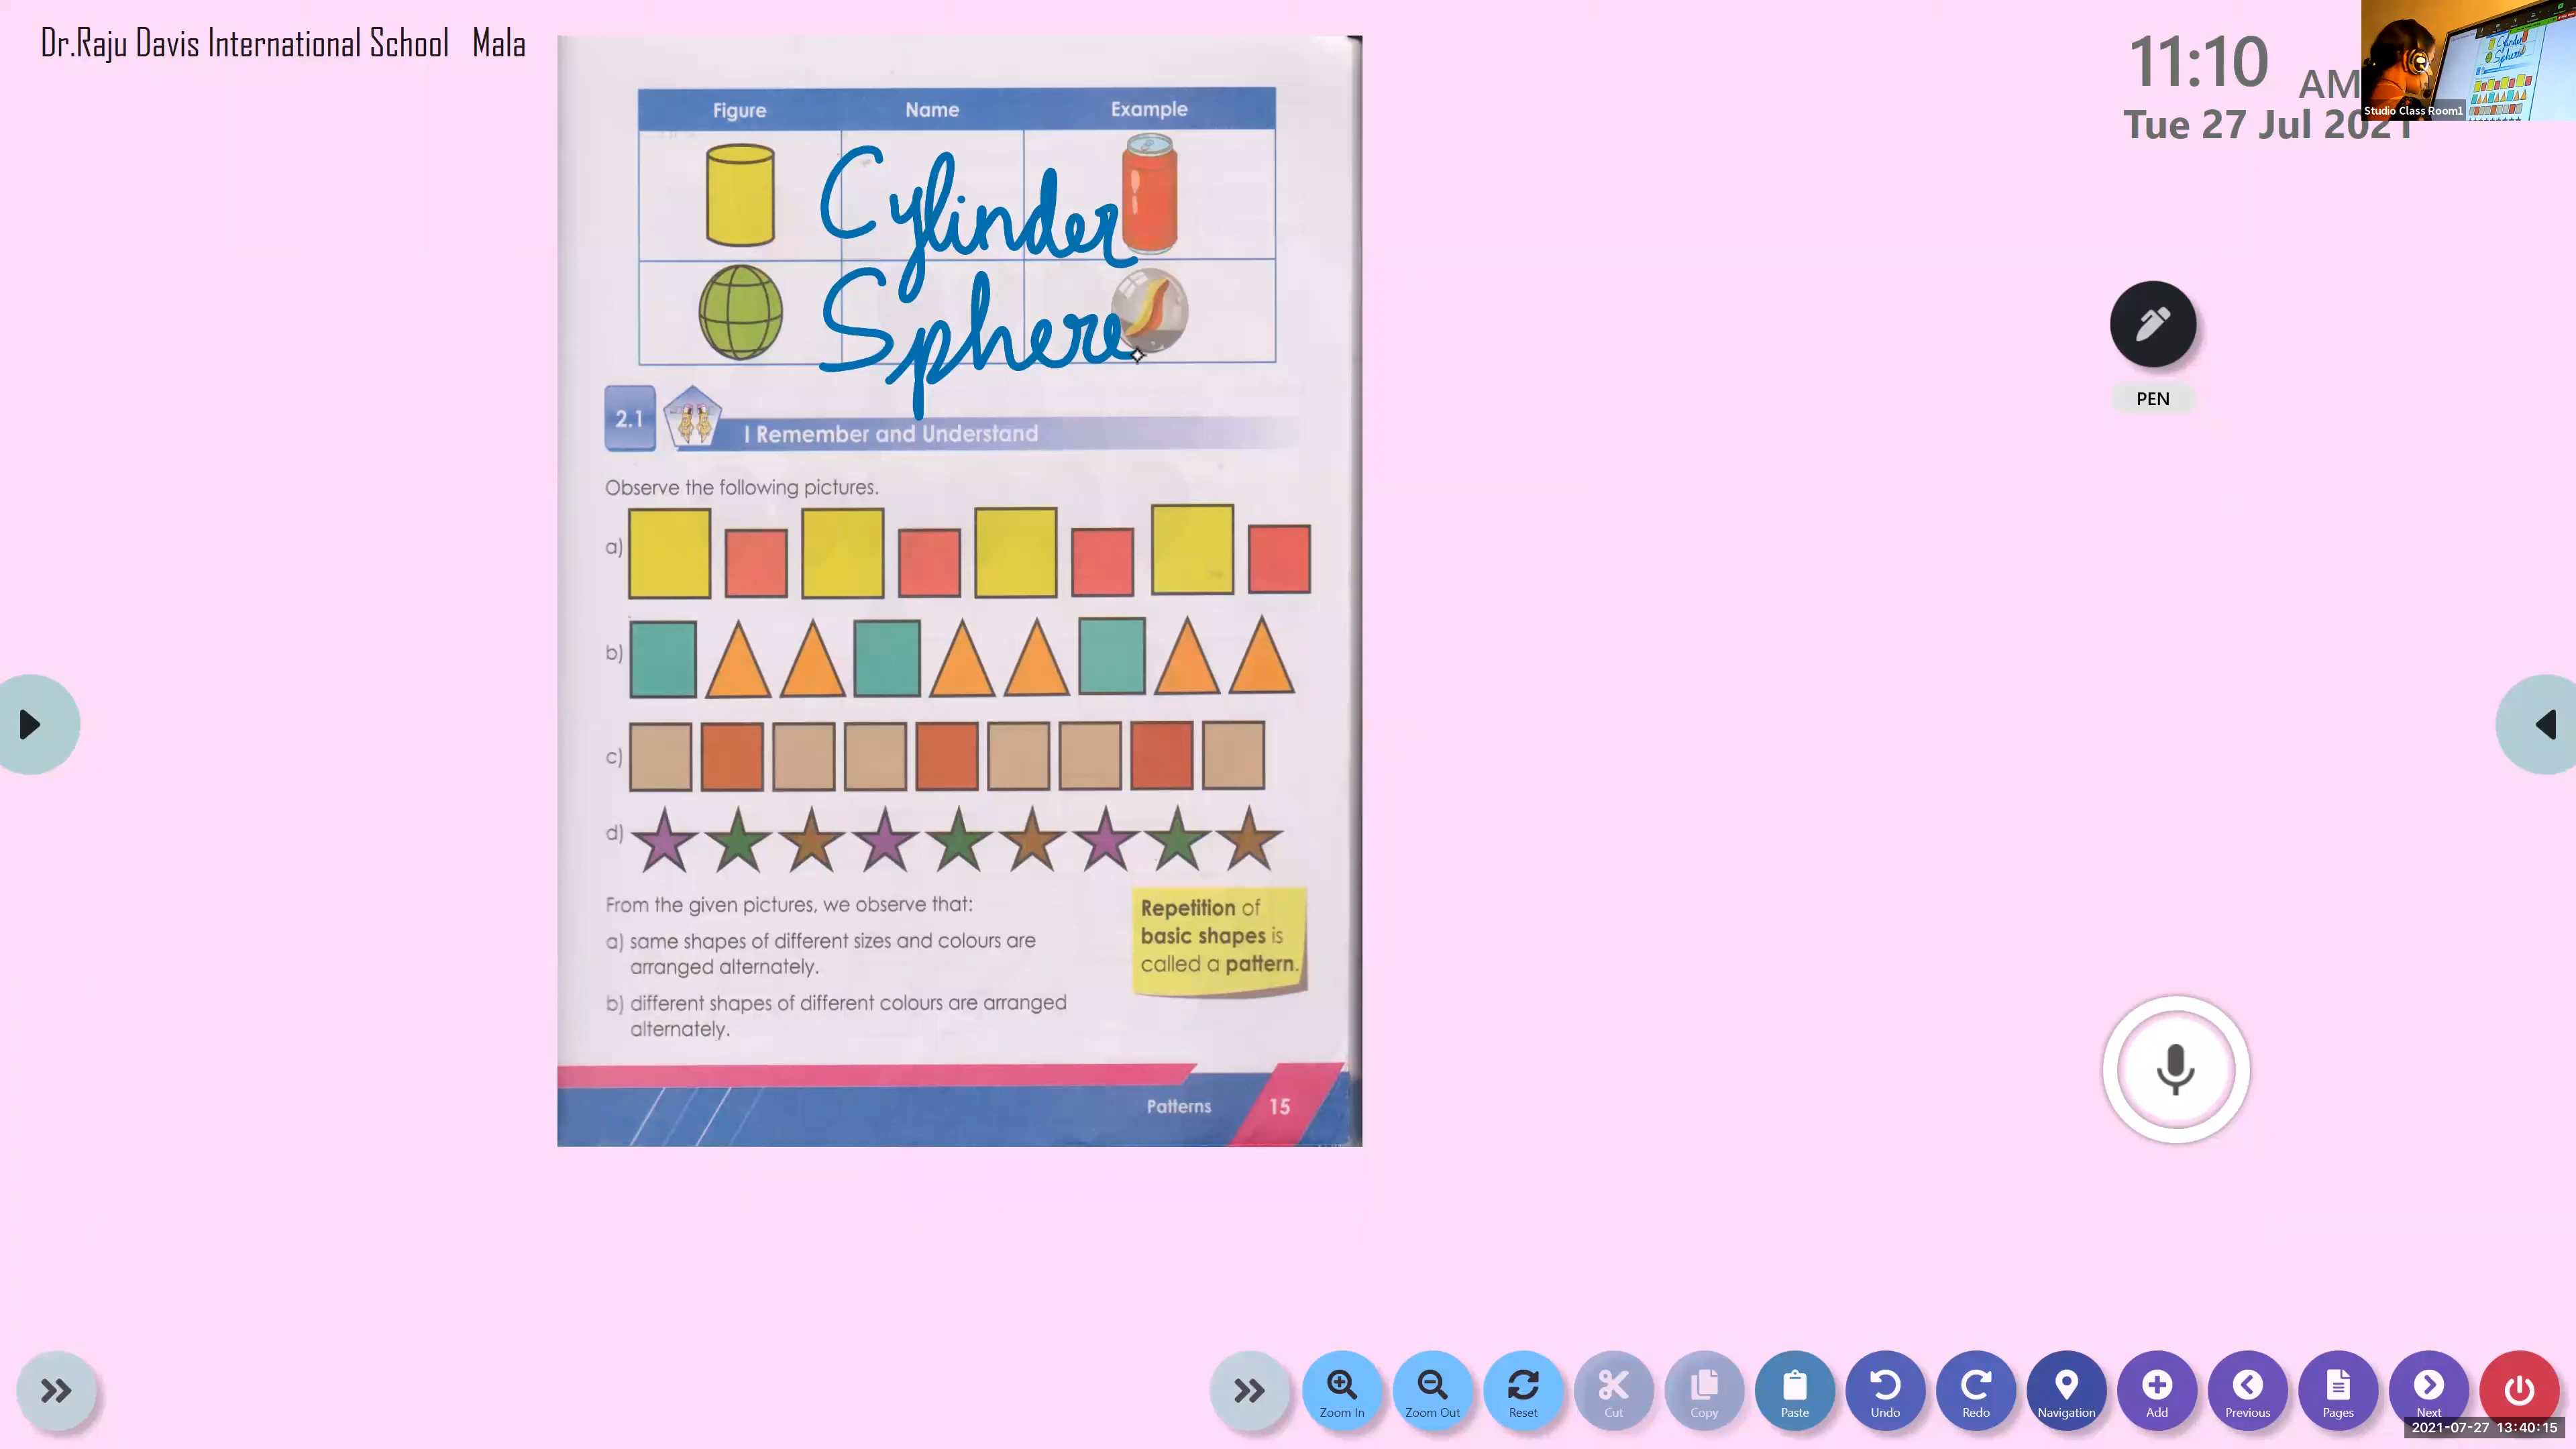 Dr.Raju Davis International School Mala
11:10 AM
Tue 27 Jul 2021
Studio Class Room1
Figure Name Example
Cylinder
Sphere
2.1 I Remember and Understand
Observe the following pictures.
a)
b)
c)
d)
From the given pictures, we observe that:
a) same shapes of different sizes and colours are
arranged alternately.
b) different shapes of different colours are arranged
alternately.
Repetition of
basic shapes is
called a pattern.
Patterns 15
PEN
Zoom In Zoom Out Reset Cut Copy Paste Undo Redo Navigation Add Previous Pages Next
2021-07-27 13:40:15